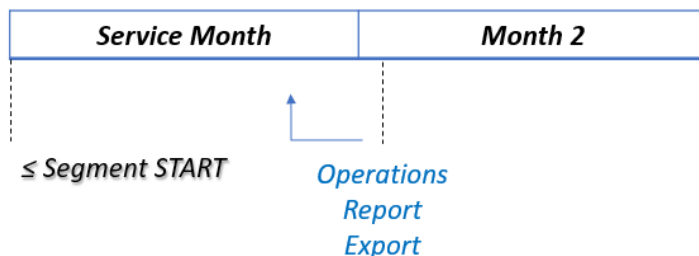 Service Month
Month 2
≤ Segment START
Operations
Report
Export